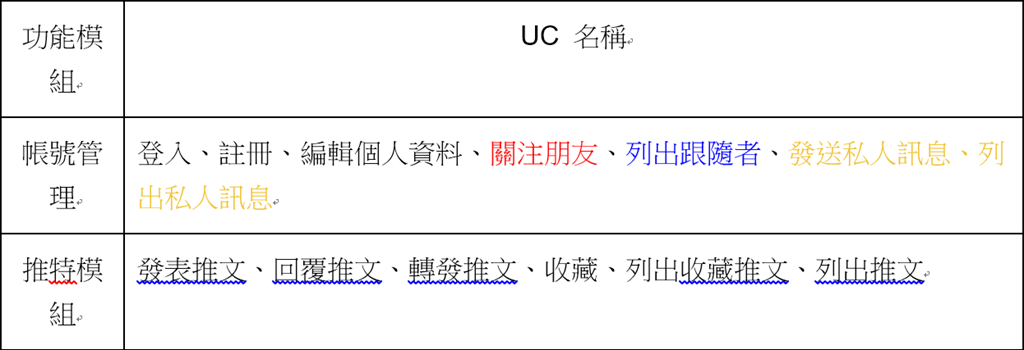 功能模
組
UC 名稱
帳號管
理
登入、註冊、編輯個人資料、關注朋友、列出跟隨者、發送私人訊息、列
出私人訊息
推特模
組
發表推文、回覆推文、轉發推文、收藏、列出收藏推文、列出推文